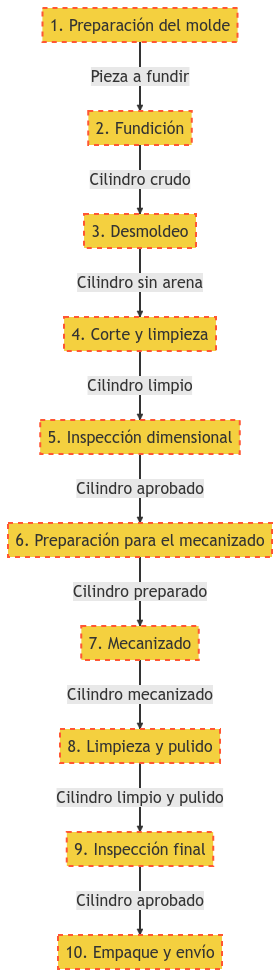 1. Preparación del molde
Pieza a fundir
2. Fundición
Cilindro crudo
3. Desmoldeo
Cilindro sin arena
4. Corte y limpieza
Cilindro limpio
5. Inspección dimensional
Cilindro aprobado
6. Preparación para el mecanizado
Cilindro preparado
7. Mecanizado
Cilindro mecanizado
8. Limpieza y pulido
Cilindro limpio y pulido
9. Inspección final
Cilindro aprobado
10. Empaque y envío